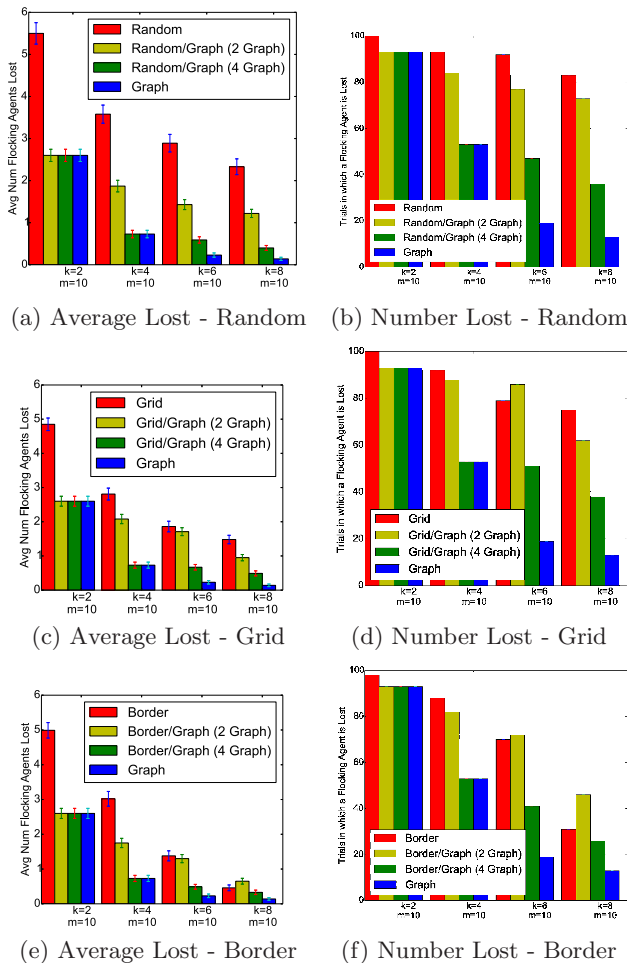 6
5
4
3
2
1
0
Avg Num Flocking Agents Lost
Random
Random/Graph (2 Graph)
Random/Graph (4 Graph)
Graph
k=2 k=4 k=6 k=8
m=10 m=10 m=10 m=10
100
80
60
40
20
0
Trials in which a Flocking Agent is Lost
Random
Random/Graph (2 Graph)
Random/Graph (4 Graph)
Graph
k=2 k=4 k=6 k=8
m=10 m=10 m=10 m=10
(a) Average Lost - Random
(b) Number Lost - Random
6
5
4
3
2
1
0
Avg Num Flocking Agents Lost
Grid
Grid/Graph (2 Graph)
Grid/Graph (4 Graph)
Graph
k=2 k=4 k=6 k=8
m=10 m=10 m=10 m=10
100
80
60
40
20
0
Trials in which a Flocking Agent is Lost
Grid
Grid/Graph (2 Graph)
Grid/Graph (4 Graph)
Graph
k=2 k=4 k=6 k=8
m=10 m=10 m=10 m=10
(c) Average Lost - Grid
(d) Number Lost - Grid
6
5
4
3
2
1
0
Avg Num Flocking Agents Lost
Border
Border/Graph (2 Graph)
Border/Graph (4 Graph)
Graph
k=2 k=4 k=6 k=8
m=10 m=10 m=10 m=10
100
80
60
40
20
0
Trials in which a Flocking Agent is Lost
Border
Border/Graph (2 Graph)
Border/Graph (4 Graph)
Graph
k=2 k=4 k=6 k=8
m=10 m=10 m=10 m=10
(e) Average Lost - Border
(f) Number Lost - Border